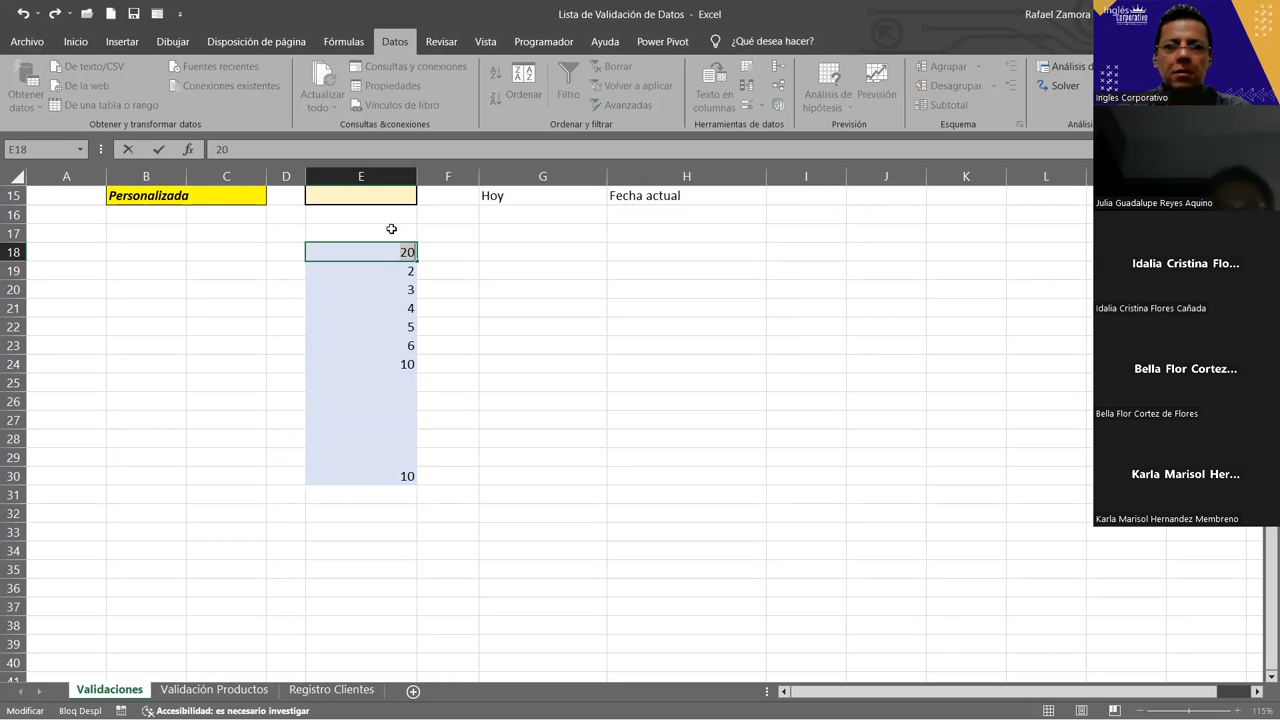 Lista de Validación de Datos - Excel
Rafael Zamora
Archivo Inicio Insertar Dibujar Disposición de página Fórmulas Datos Revisar Vista Programador Ayuda Power Pivot ¿Qué desea hacer?
Obtener datos
De texto/CSV
De la web
De una tabla o rango
Fuentes recientes
Conexiones existentes
Obtener y transformar datos
Actualizar todo
Consultas y conexiones
Propiedades
Vínculos de libro
Consultas &conexiones
Ordenar
Filtro
Borrar
Volver a aplicar
Avanzadas
Ordenar y filtrar
Texto en columnas
Herramientas de datos
Análisis de hipótesis
Previsión
Previsión
Agrupar
Desagrupar
Subtotal
Esquema
Análisis d
Solver
Análisi
E18 fx 20
A B C D E F G H I J K L
15 Personalizada Hoy Fecha actual
16
17
18 20
19 2
20 3
21 4
22 5
23 6
24 10
25
26
27
28
29
30 10
31
32
33
34
35
36
37
38
39
40
41
Validaciones Validación Productos Registro Clientes
Modificar Bloq Despl Accesibilidad: es necesario investigar 115%
Inglés Corporativo
Ingles Corporativo
Julia Guadalupe Reyes Aquino
Idalia Cristina Flo...
Idalia Cristina Flores Cañada
Bella Flor Cortez...
Bella Flor Cortez de Flores
Karla Marisol Her...
Karla Marisol Hernandez Membreno